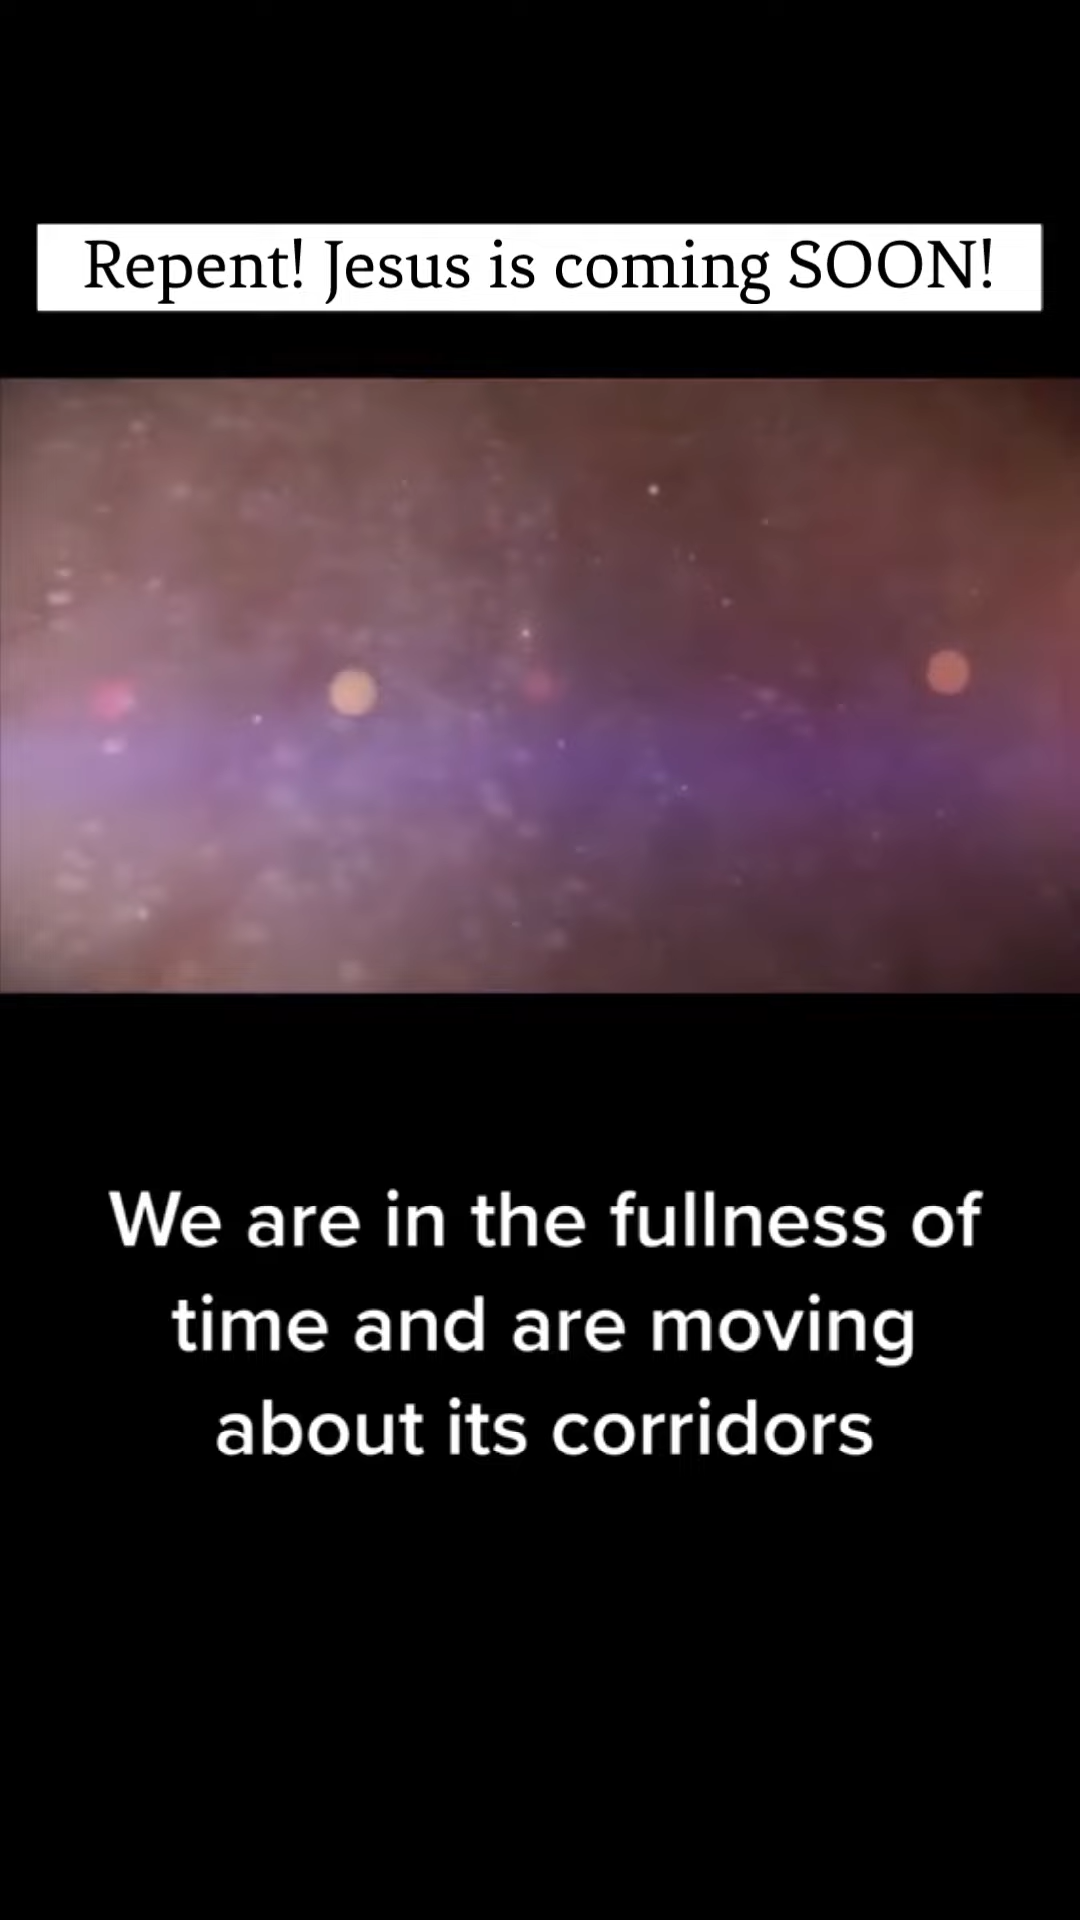 Repent! Jesus is coming SOON!
We are in the fullness of
time and are moving
about its corridors